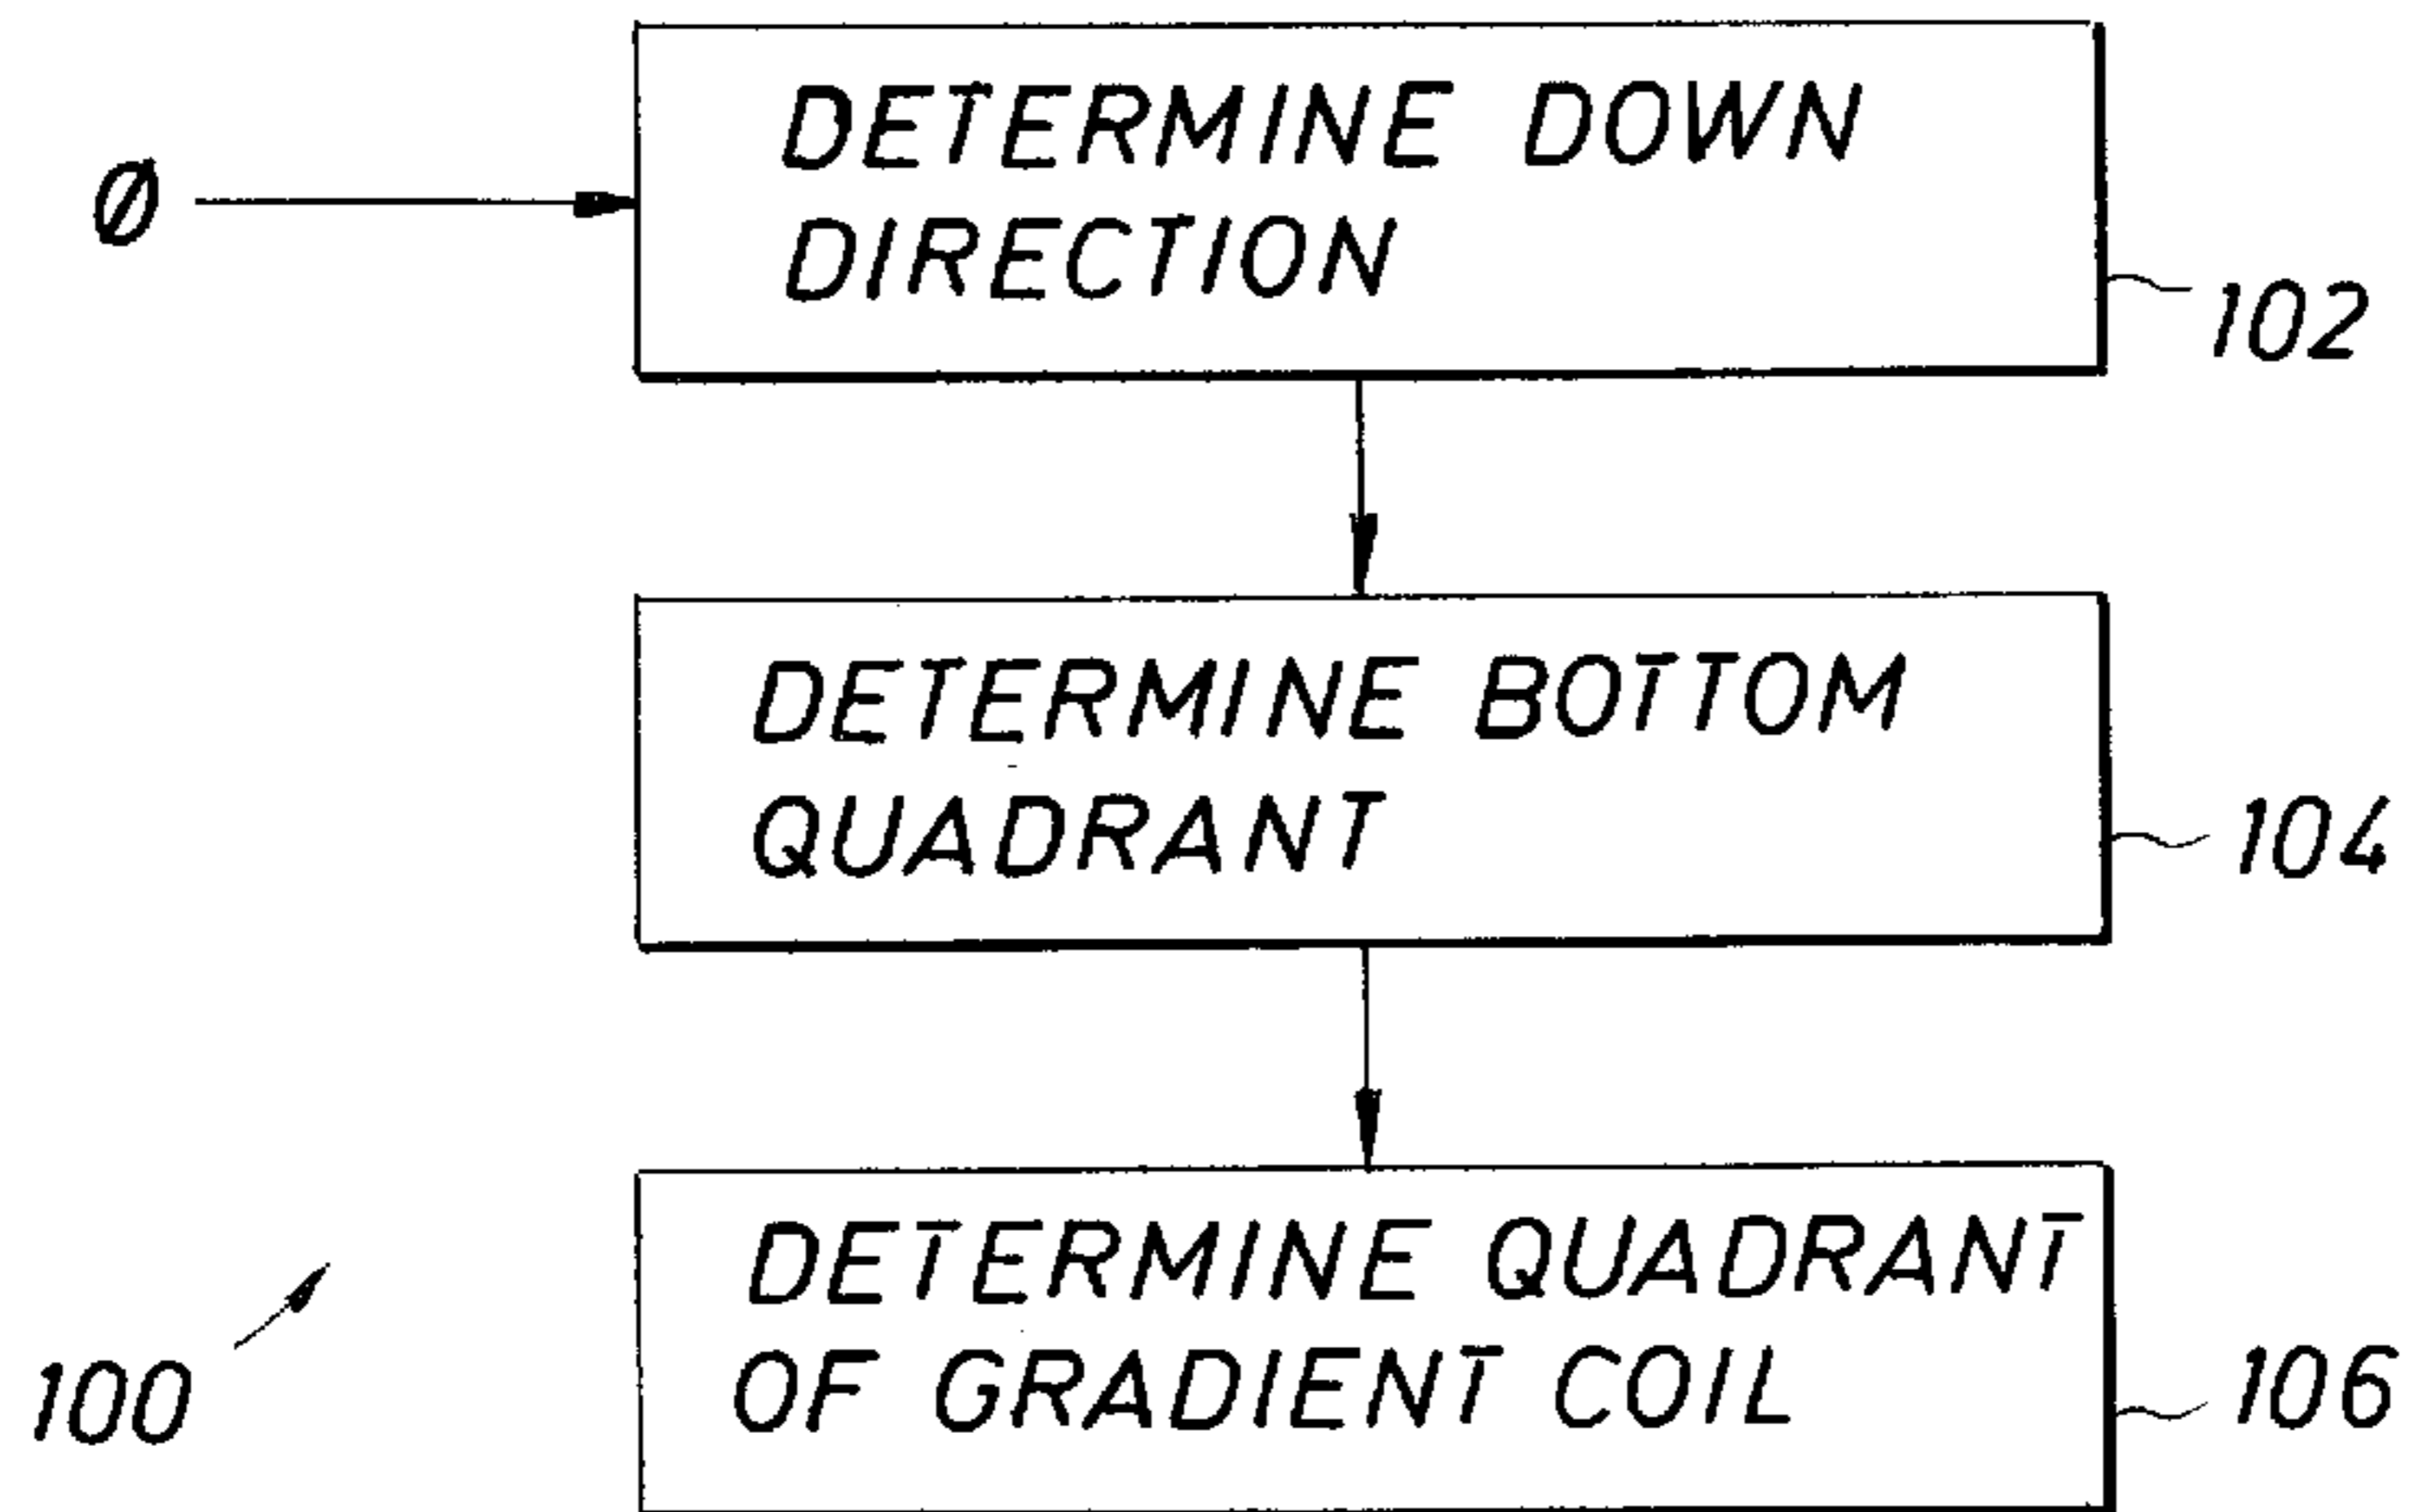 Ø
DETERMINE DOWN
DIRECTION
102
DETERMINE BOTTOM
QUADRANT
104
DETERMINE QUADRANT
OF GRADIENT COIL
106
100